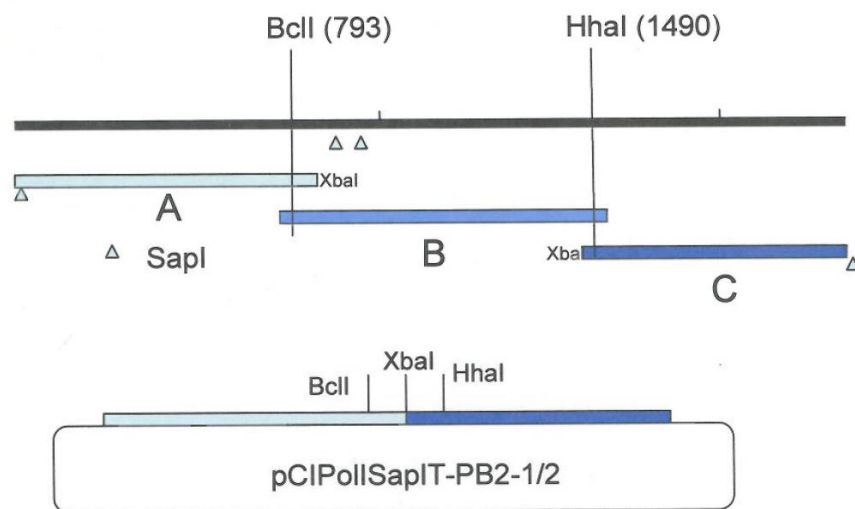 BclI (793) HhaI (1490)
XbaI
A
SapI
B
Xba
C
XbaI
BclI HhaI
pCIPolISapIT-PB2-1/2